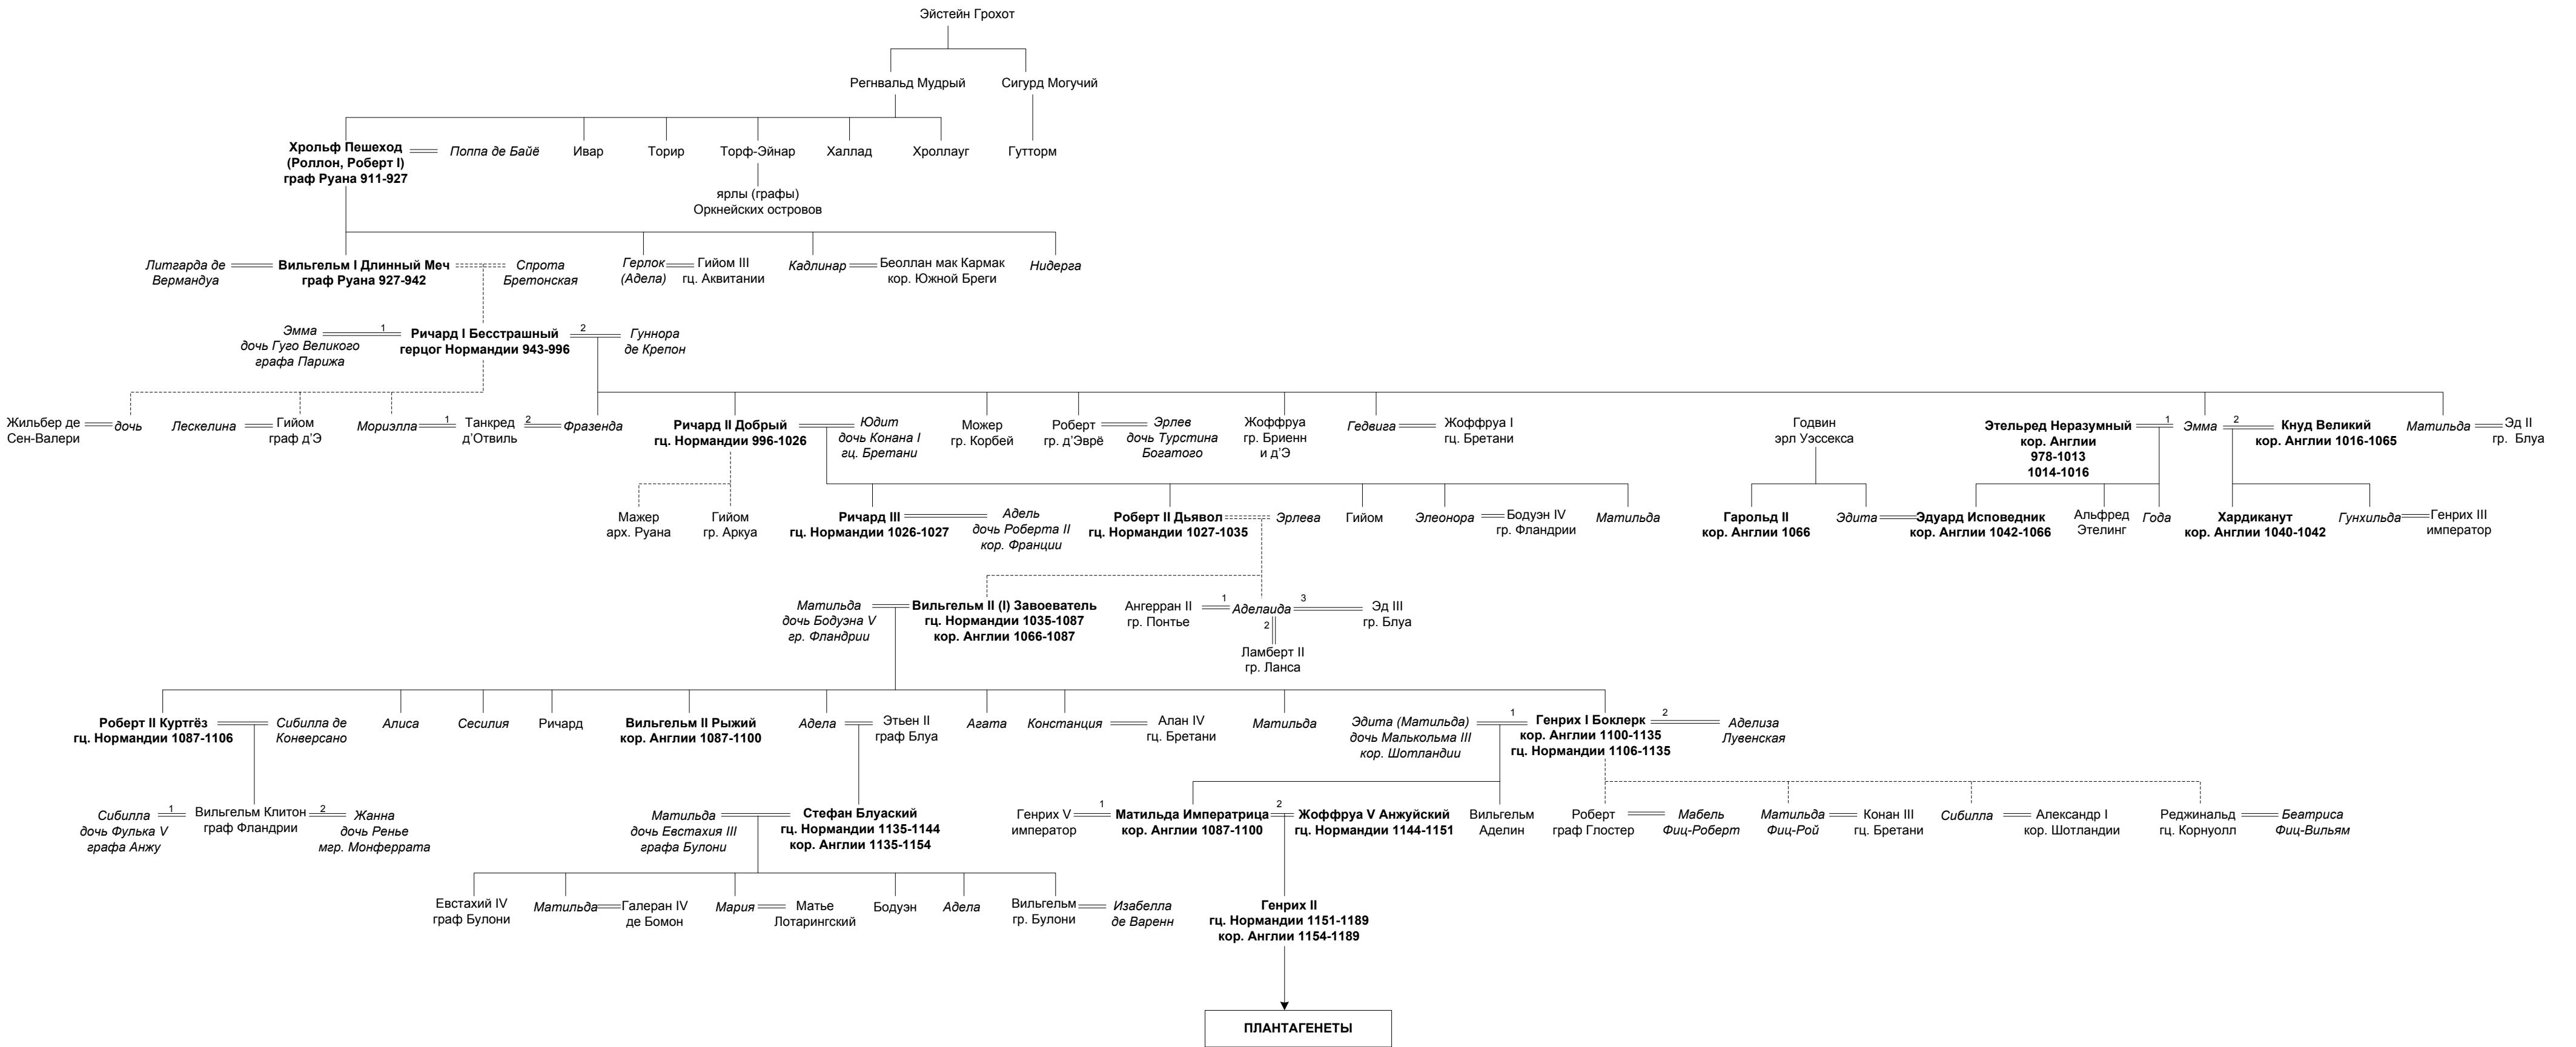 Эйстейн Грохот
Регнвальд Мудрый
Сигурд Могучий
Хрольф Пешеход
(Роллон, Роберт I)
граф Руана 911-927
Поппа де Байё
Ивар
Торир
Торф-Эйнар
Халлад
Хроллауг
Гутторм
ярлы (графы)
Оркнейских островов
Литгарда де
Вермандуа
Вильгельм I Длинный Меч
граф Руана 927-942
Спрота
Бретонская
Герлок
(Адела)
Гийом III
гц. Аквитании
Кадлинар
Беоллан мак Кармак
кор. Южной Бреги
Нидерга
Эмма
дочь Гуго Великого
графа Парижа
1
Ричард I Бесстрашный
герцог Нормандии 943-996
2
Гуннора
де Крепон
Жильбер де
Сен-Валери
дочь
Лескелина
Гийом
граф д'Э
Мориэлла
1
Танкред
д'Отвиль
2
Фразенда
Ричард II Добрый
гц. Нормандии 996-1026
Юдит
дочь Конана I
гц. Бретани
Можер
гр. Корбей
Роберт
гр. д'Эврё
Эрлев
дочь Турстина
Богатого
Жоффруа
гр. Бриенн
и д'Э
Гедвига
Жоффруа I
гц. Бретани
Годвин
эрл Уэссекса
Этельред Неразумный
кор. Англии
978-1013
1014-1016
1
Эмма
2
Кнуд Великий
кор. Англии 1016-1065
Матильда
Эд II
гр. Блуа
Мажер
арх. Руана
Гийом
гр. Аркуа
Ричард III
гц. Нормандии 1026-1027
Адель
дочь Роберта II
кор. Франции
Роберт II Дьявол
гц. Нормандии 1027-1035
Эрлева
Гийом
Элеонора
Бодуэн IV
гр. Фландрии
Матильда
Гарольд II
кор. Англии 1066
Эдита
Эдуард Исповедник
кор. Англии 1042-1066
Альфред
Этелинг
Года
Хардиканут
кор. Англии 1040-1042
Гунхильда
Генрих III
император
Матильда
дочь Бодуэна V
гр. Фландрии
Вильгельм II (I) Завоеватель
гц. Нормандии 1035-1087
кор. Англии 1066-1087
Ангерран II
гр. Понтье
1
Аделаида
3
Эд III
гр. Блуа
2
Ламберт II
гр. Ланса
Роберт II Куртгёз
гц. Нормандии 1087-1106
Сибилла де
Конверсано
Алиса
Сесилия
Ричард
Вильгельм II Рыжий
кор. Англии 1087-1100
Адела
Этьен II
граф Блуа
Агата
Констанция
Алан IV
гц. Бретани
Матильда
Эдита (Матильда)
дочь Малькольма III
кор. Шотландии
1
Генрих I Боклерк
кор. Англии 1100-1135
гц. Нормандии 1106-1135
2
Аделиза
Лувенская
Сибилла
дочь Фулька V
графа Анжу
1
Вильгельм Клитон
граф Фландрии
2
Жанна
дочь Ренье
мгр. Монферрата
Матильда
дочь Евстахия III
графа Булони
Стефан Блуаский
гц. Нормандии 1135-1144
кор. Англии 1135-1154
Генрих V
император
1
Матильда Императрица
кор. Англии 1087-1100
2
Жоффруа V Анжуйский
гц. Нормандии 1144-1151
Вильгельм
Аделин
Роберт
граф Глостер
Мабель
Фиц-Роберт
Матильда
Фиц-Рой
Конан III
гц. Бретани
Сибилла
Александр I
кор. Шотландии
Реджинальд
гц. Корнуолл
Беатриса
Фиц-Вильям
Евстахий IV
граф Булони
Матильда
Галеран IV
де Бомон
Мария
Матье
Лотарингский
Бодуэн
Адела
Вильгельм
гр. Булони
Изабелла
де Варенн
Генрих II
гц. Нормандии 1151-1189
кор. Англии 1154-1189
ПЛАНТАГЕНЕТЫ